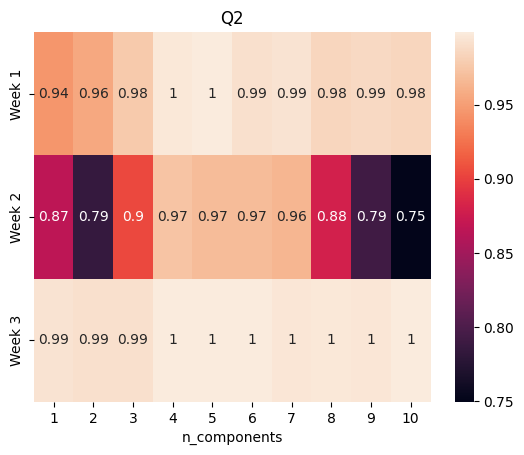 Q2
Week 1
0.94 0.96 0.98 1 1 0.99 0.99 0.98 0.99 0.98
Week 2
0.87 0.79 0.9 0.97 0.97 0.97 0.96 0.88 0.79 0.75
Week 3
0.99 0.99 0.99 1 1 1 1 1 1 1
1 2 3 4 5 6 7 8 9 10
n_components
0.95
0.90
0.85
0.80
0.75